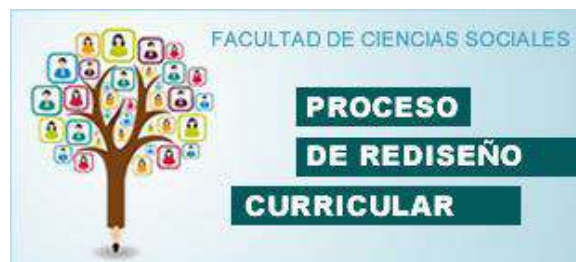 FACULTAD DE CIENCIAS SOCIALES
PROCESO
DE REDISEÑO
CURRICULAR